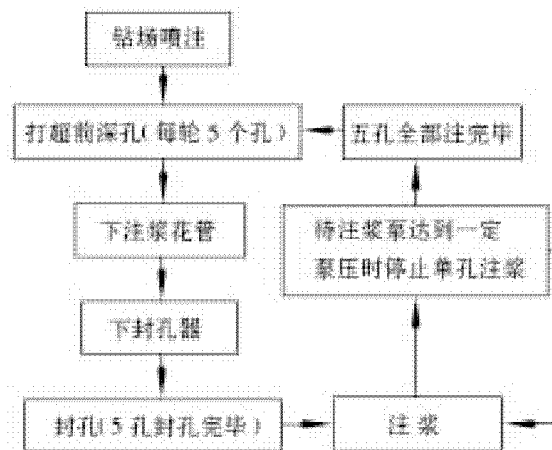 钻场喷注
打超前深孔(每轮5个孔)
五孔全部注完毕
下注浆花管
待注浆泵达到一定
泵压时停止单孔注浆
下封孔器
封孔(5孔封孔完毕)
注浆